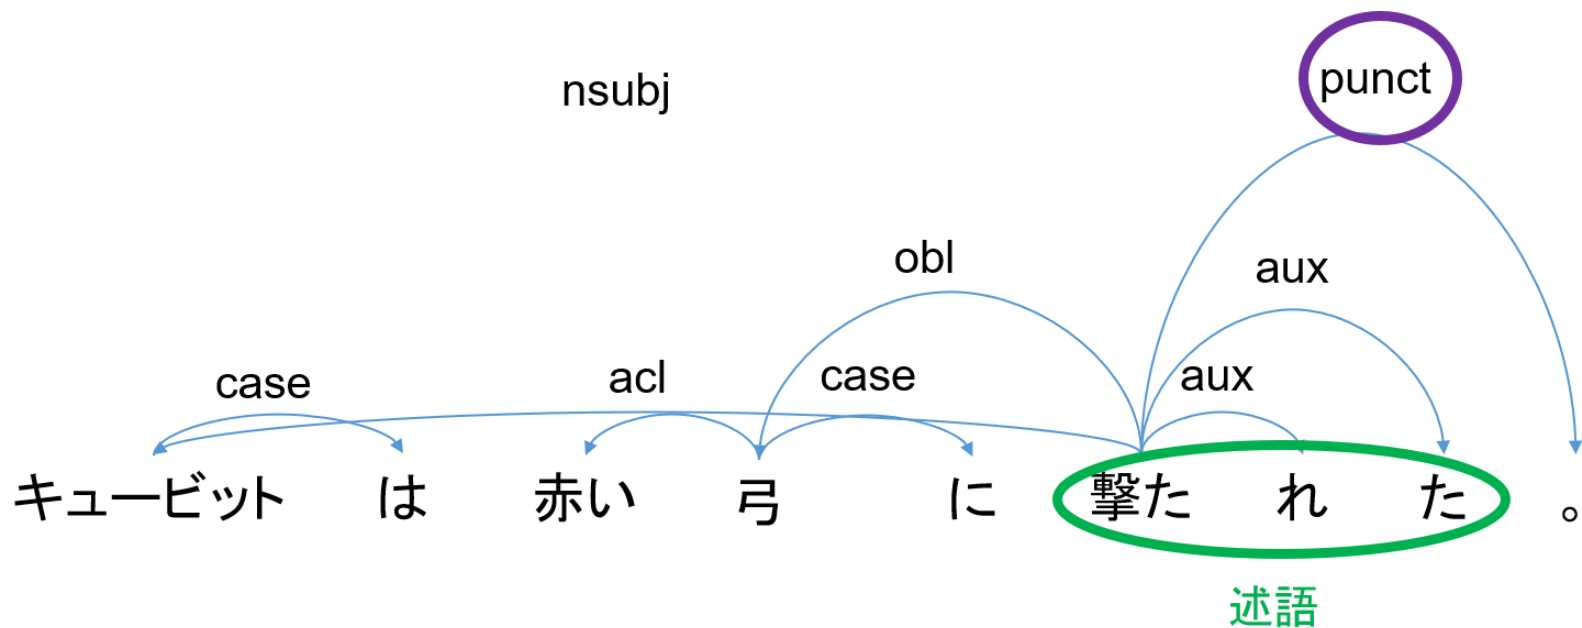 punct
nsubj
obl
aux
case
acl
case
aux
キュービット は 赤い 弓 に 撃た れ た 。
述語